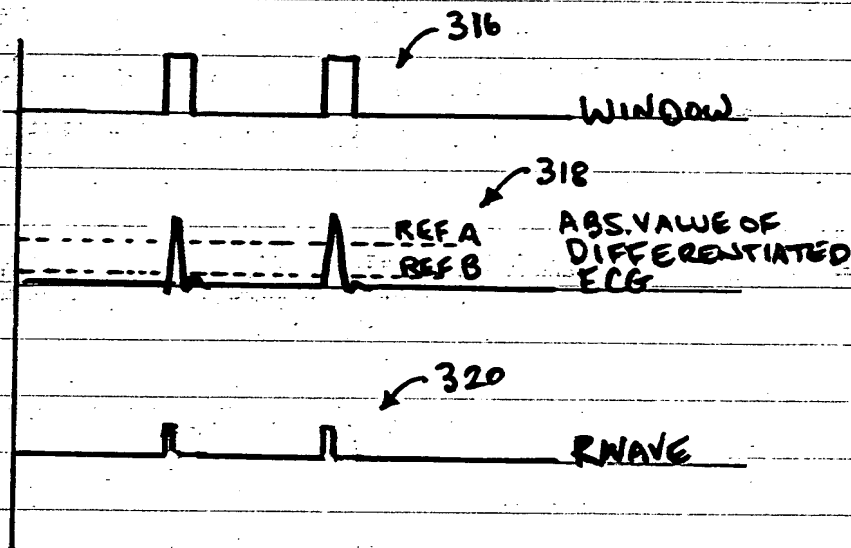 316
WINDOW
318
REF A
REF B
ABS. VALUE OF
DIFFERENTIATED
ECG
320
RWAVE